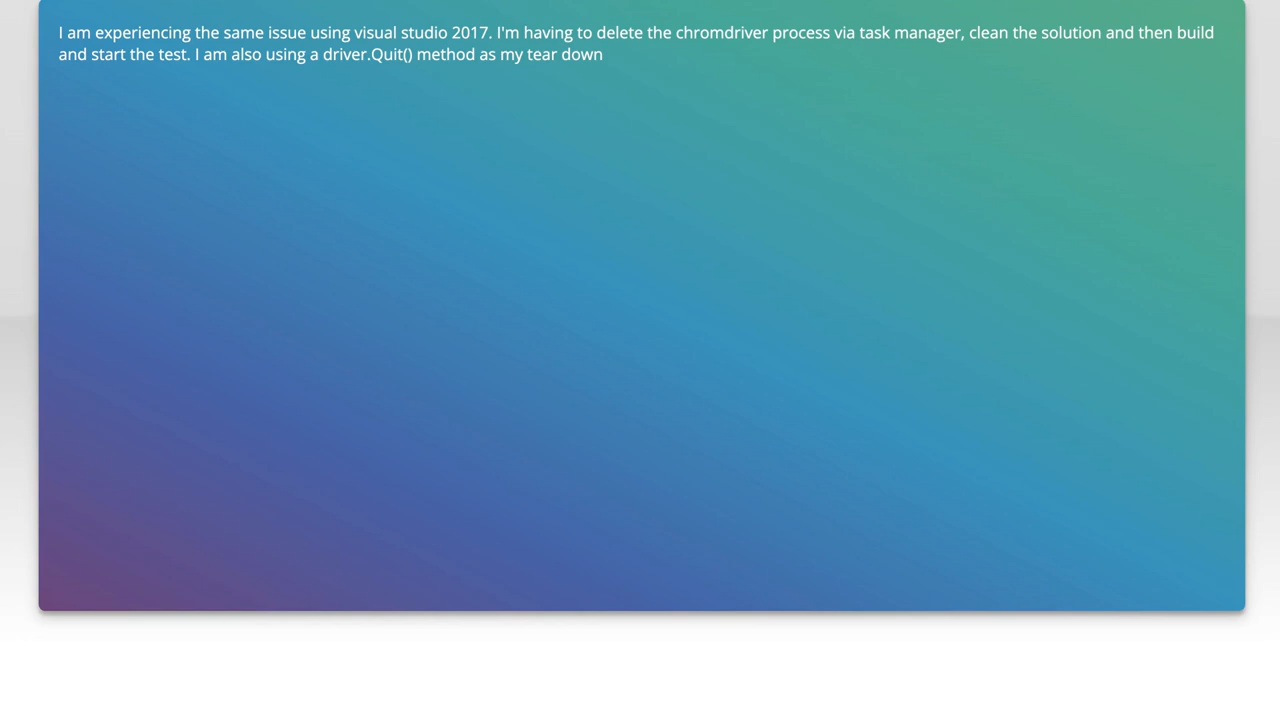 I am experiencing the same issue using visual studio 2017. I'm having to delete the chromdriver process via task manager, clean the solution and then build
and start the test. I am also using a driver.Quit() method as my tear down